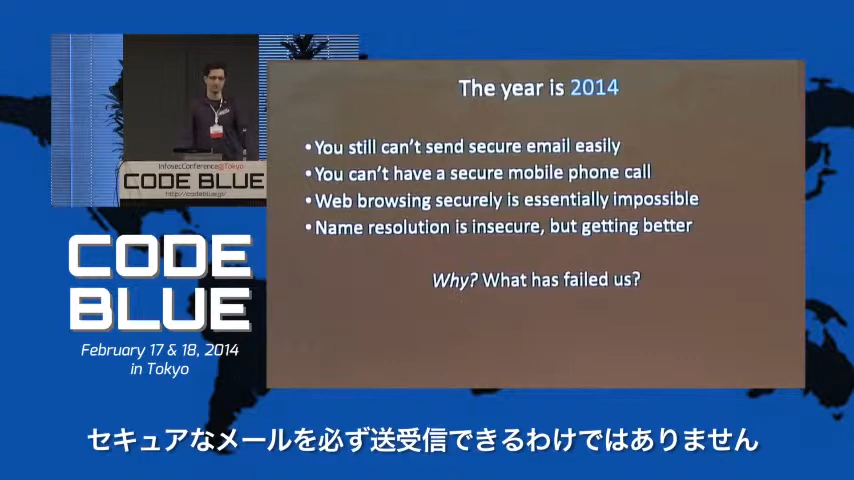 InfosecConference@Tokyo
CODE BLUE
http://codeblue.jp/
The year is 2014
• You still can't send secure email easily
• You can't have a secure mobile phone call
• Web browsing securely is essentially impossible
• Name resolution is insecure, but getting better
Why? What has failed us?
CODE
BLUE
February 17 & 18, 2014
in Tokyo
セキュアなメールを必ず送受信できるわけではありません